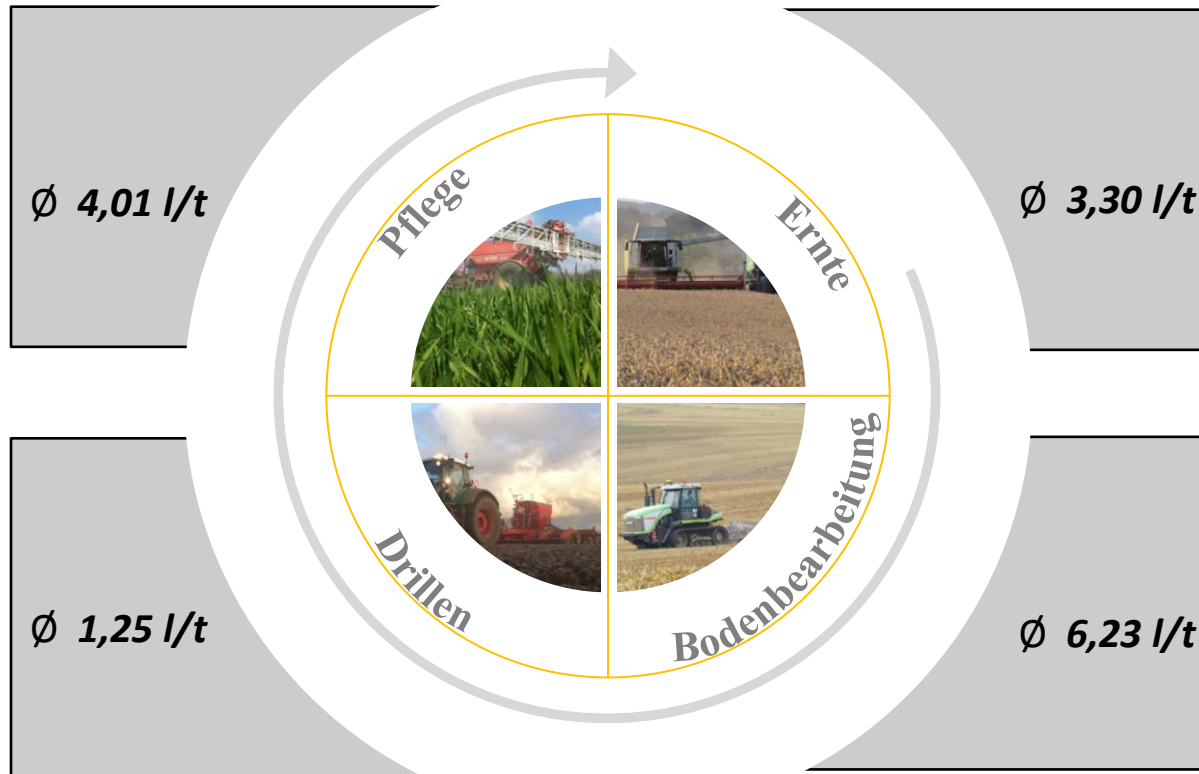 Ø 4,01 l/t
Pflege
Ernte
Ø 3,30 l/t
Ø 1,25 l/t
Drillen
Bodenbearbeitung
Ø 6,23 l/t